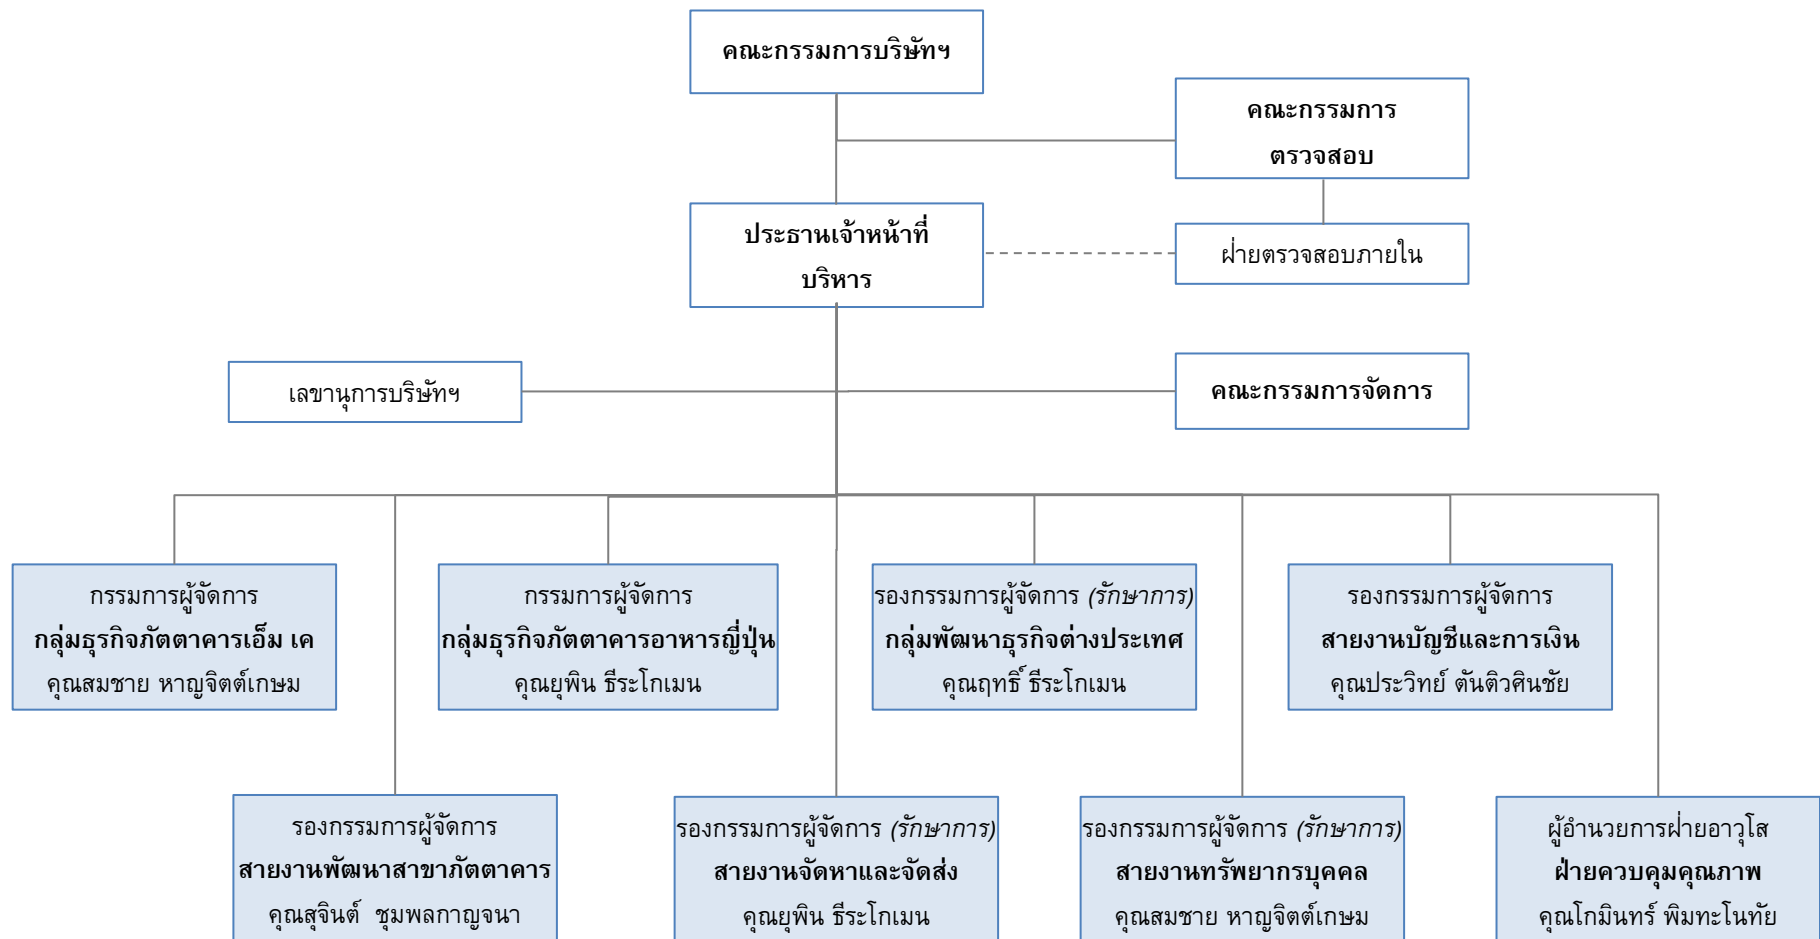 คณะกรรมการบริษัทฯ
คณะกรรมการ
ตรวจสอบ
ประธานเจ้าหน้าที่
บริหาร
ฝ่ายตรวจสอบภายใน
เลขานุการบริษัทฯ
คณะกรรมการจัดการ
กรรมการผู้จัดการ
กลุ่มธุรกิจภัตตาคารเอ็ม เค
คุณสมชาย หาญจิตต์เกษม
กรรมการผู้จัดการ
กลุ่มธุรกิจภัตตาคารอาหารญี่ปุ่น
คุณยุพิน ธีระโกเมน
รองกรรมการผู้จัดการ (รักษาการ)
กลุ่มพัฒนาธุรกิจต่างประเทศ
คุณฤทธิ์ ธีระโกเมน
รองกรรมการผู้จัดการ
สายงานบัญชีและการเงิน
คุณประวิทย์ ตันติวศินชัย
รองกรรมการผู้จัดการ
สายงานพัฒนาสาขาภัตตาคาร
คุณสุจินต์ ชุมพลกาญจนา
รองกรรมการผู้จัดการ (รักษาการ)
สายงานจัดหาและจัดส่ง
คุณยุพิน ธีระโกเมน
รองกรรมการผู้จัดการ (รักษาการ)
สายงานทรัพยากรบุคคล
คุณสมชาย หาญจิตต์เกษม
ผู้อำนวยการฝ่ายอาวุโส
ฝ่ายควบคุมคุณภาพ
คุณโกมินทร์ พิมทะโนทัย